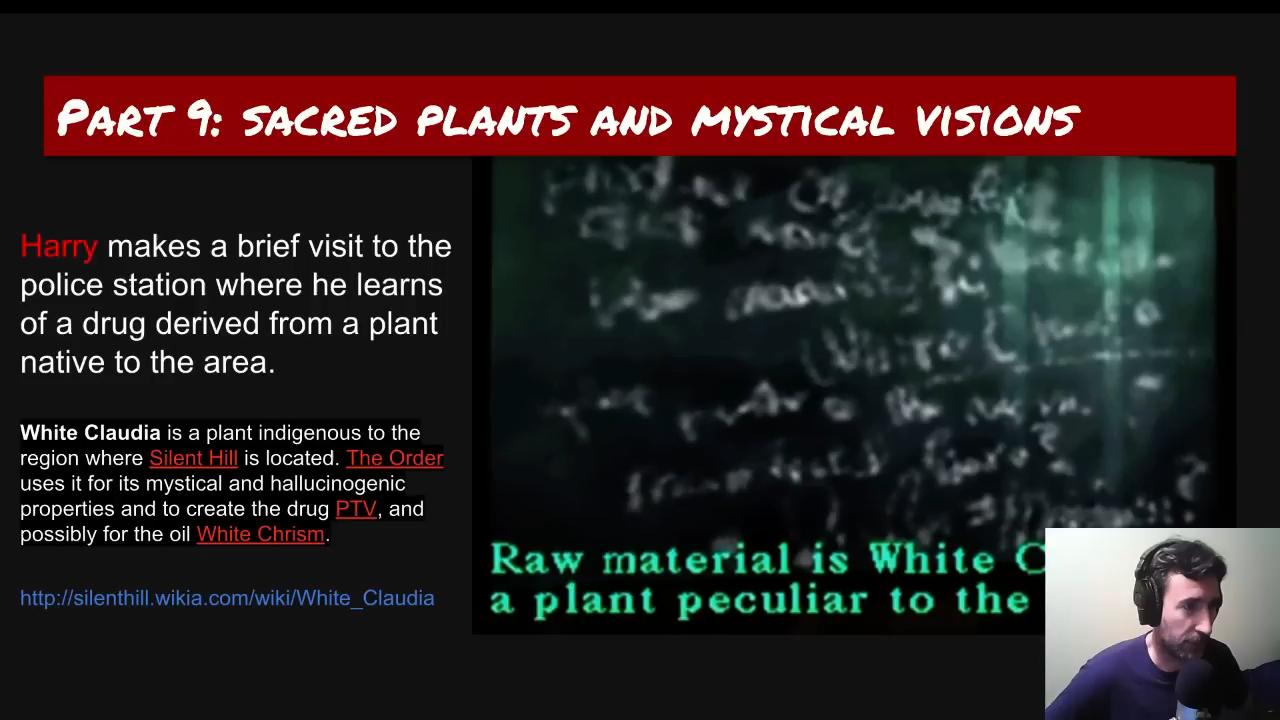 Part 9: sacred plants and mystical visions
Harry makes a brief visit to the
police station where he learns
of a drug derived from a plant
native to the area.
White Claudia is a plant indigenous to the
region where Silent Hill is located. The Order
uses it for its mystical and hallucinogenic
properties and to create the drug PTV, and
possibly for the oil White Chrism.
http://silenthill.wikia.com/wiki/White_Claudia
Raw material is White C
a plant peculiar to the